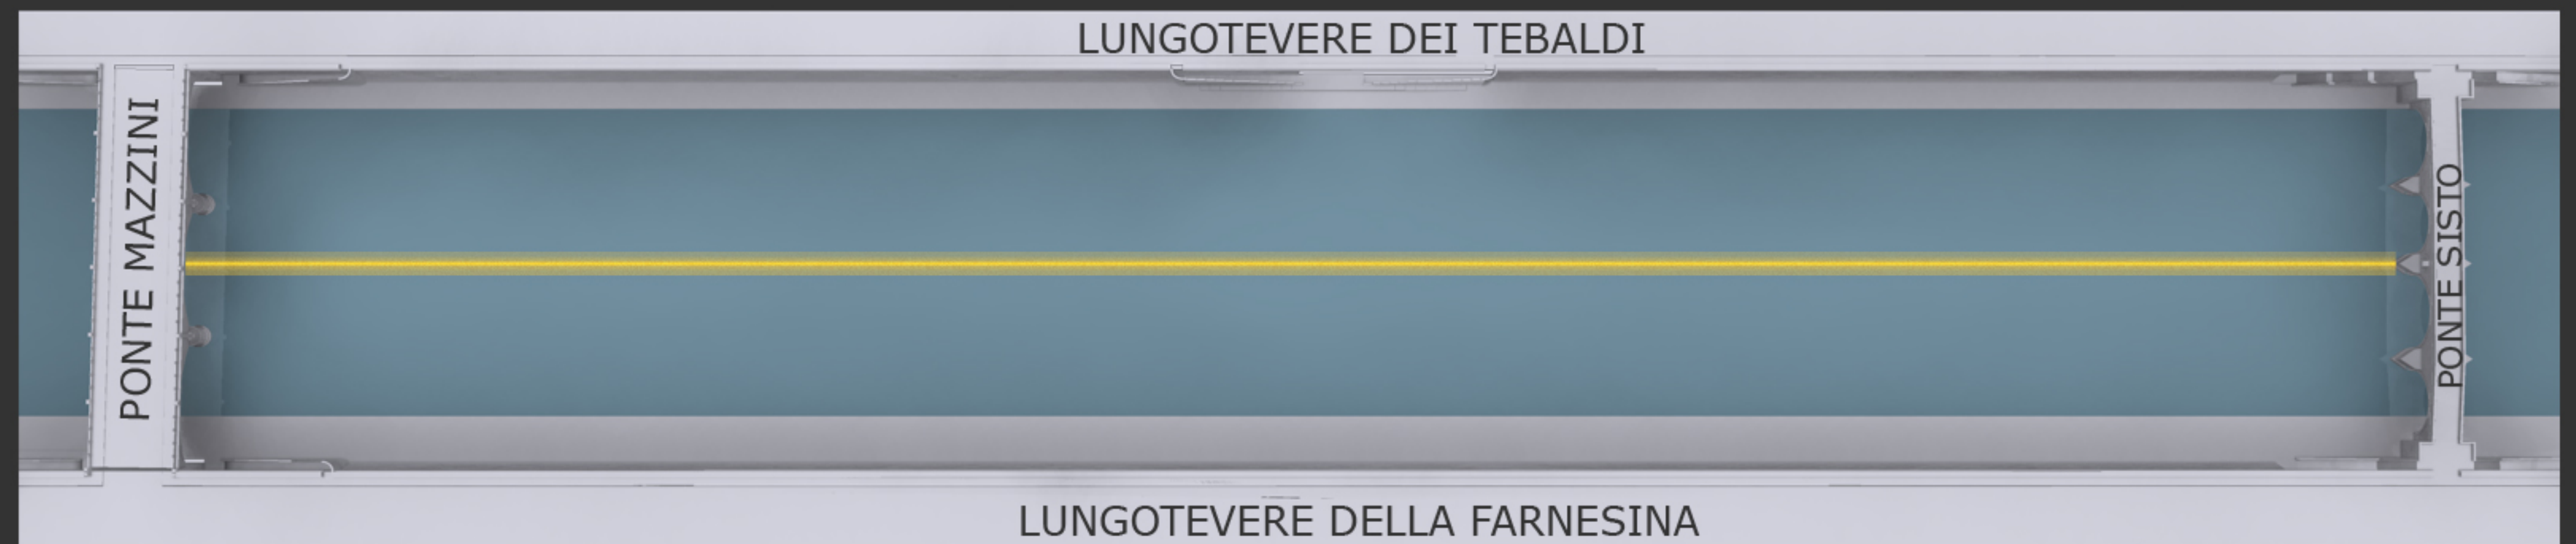 LUNGOTEVERE DEI TEBALDI
PONTE MAZZINI
PONTE SISTO
LUNGOTEVERE DELLA FARNESINA